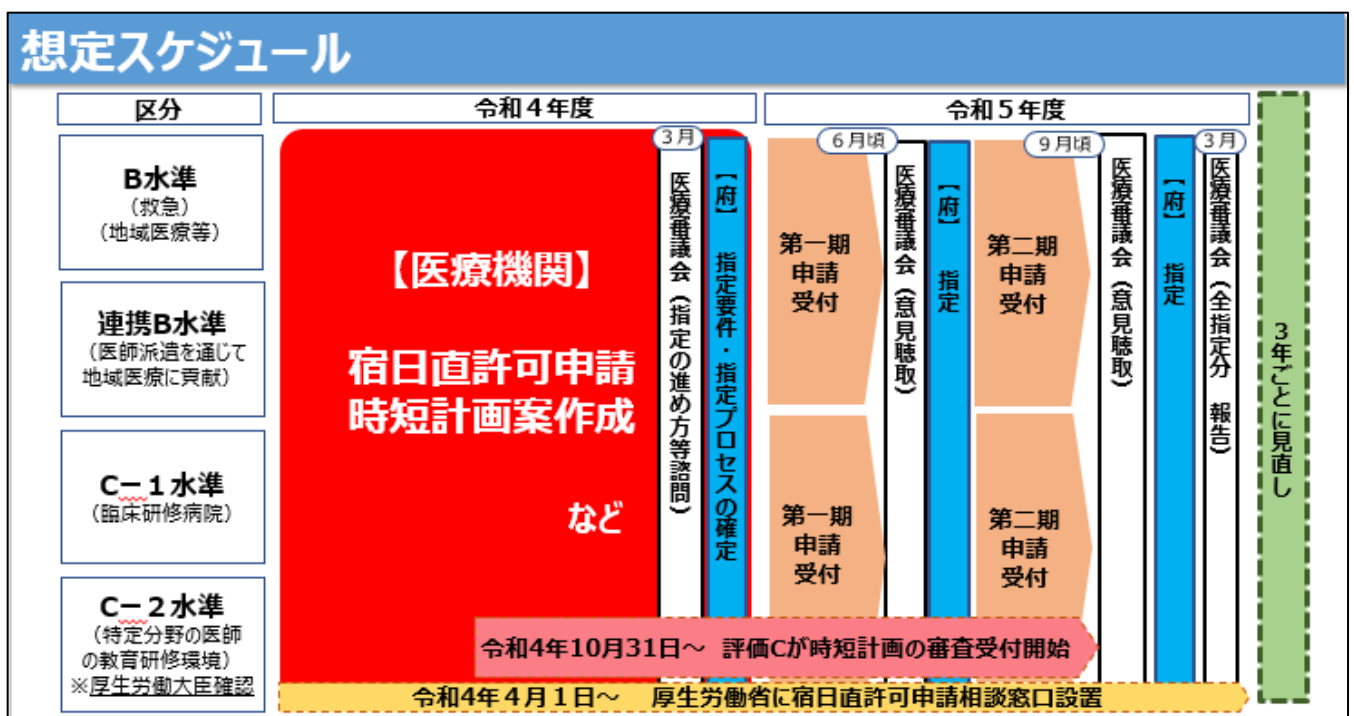 想定スケジュール
区分
令和4年度
令和5年度
B水準
(救急)
(地域医療等)
連携B水準
(医師派遣を通じて
地域医療に貢献)
C-1水準
(臨床研修病院)
C-2水準
(特定分野の医師
の教育研修環境)
※厚生労働大臣確認
【医療機関】
宿日直許可申請
時短計画案作成
など
3月
医療審議会(指定の進め方等諮問)
【府】 指定要件・指定プロセスの確定
第一期
申請
受付
第一期
申請
受付
6月頃
医療審議会(意見聴取)
【府】 指定
第二期
申請
受付
第二期
申請
受付
9月頃
医療審議会(意見聴取)
【府】 指定
3月
医療審議会(全指定分 報告)
3年ごとに見直し
令和4年10月31日~ 評価Cが時短計画の審査受付開始
令和4年4月1日~ 厚生労働省に宿日直許可申請相談窓口設置